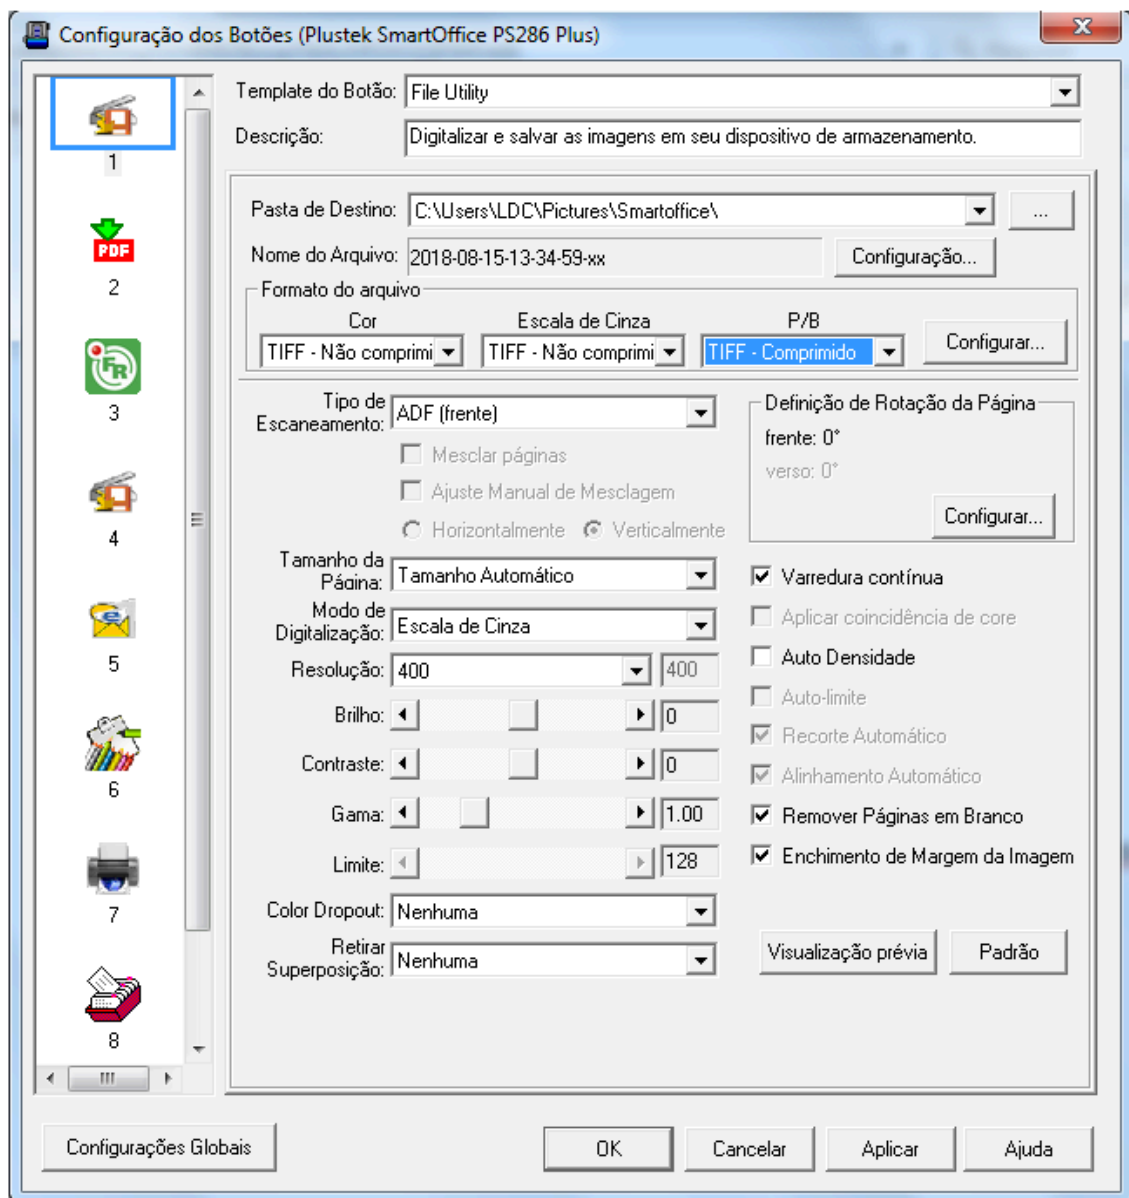 Configuração dos Botões (Plustek SmartOffice PS286 Plus)
x
1
PDF
2
FR
3
4
5
6
7
8
Template do Botão: File Utility
Descrição: Digitalizar e salvar as imagens em seu dispositivo de armazenamento.
Pasta de Destino: C:\Users\LDC\Pictures\Smartoffice\ ...
Nome do Arquivo: 2018-08-15-13-34-59-xx Configuração...
Formato do arquivo
Cor Escala de Cinza P/B
TIFF - Não comprimi TIFF - Não comprimi TIFF - Comprimido Configurar...
Tipo de
Escaneamento: ADF (frente)
Mesclar páginas
Ajuste Manual de Mesclagem
Horizontalmente Verticalmente
Definição de Rotação da Página
frente: 0°
verso: 0°
Configurar...
Tamanho da
Página: Tamanho Automático
Modo de
Digitalização: Escala de Cinza
Resolução: 400 400
Brilho: 0
Contraste: 0
Gama: 1.00
Limite: 128
Color Dropout: Nenhuma
Retirar
Superposição: Nenhuma
Varredura contínua
Aplicar coincidência de core
Auto Densidade
Auto-limite
Recorte Automático
Alinhamento Automático
Remover Páginas em Branco
Enchimento de Margem da Imagem
Visualização prévia Padrão
Configurações Globais OK Cancelar Aplicar Ajuda